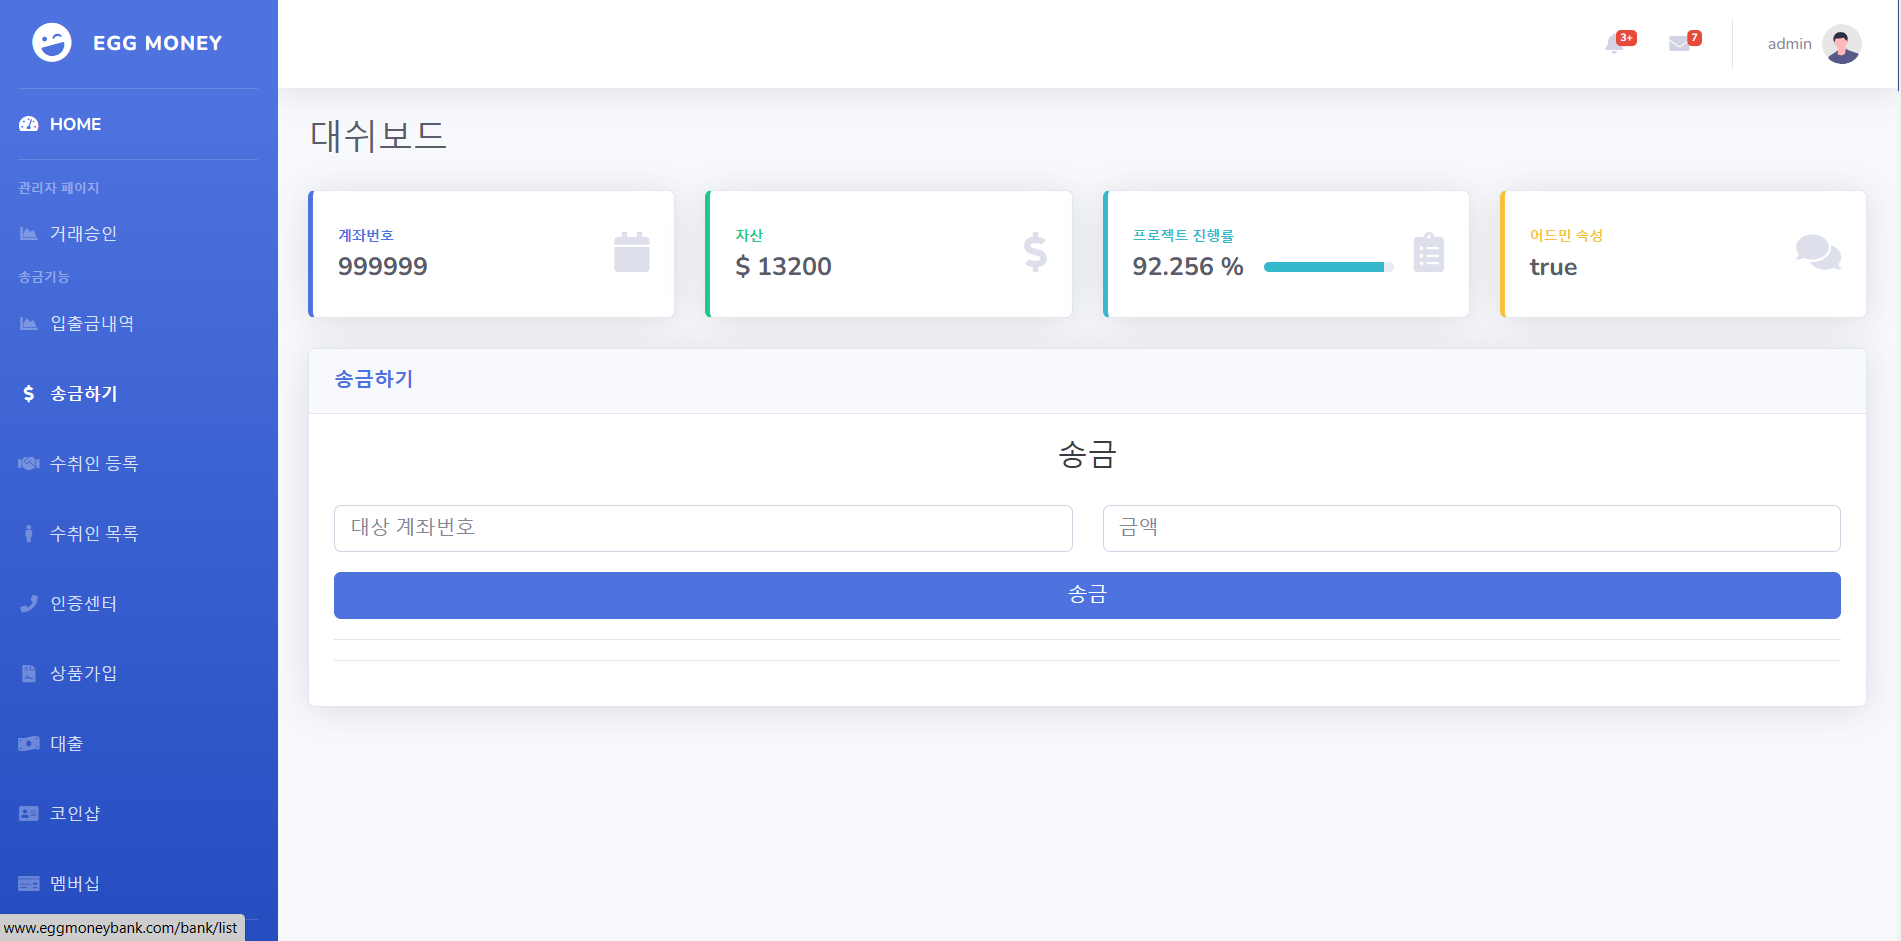 EGG MONEY
HOME
관리자 페이지
거래승인
송금기능
입출금내역
송금하기
수취인 등록
수취인 목록
인증센터
상품가입
대출
코인샵
멤버십
www.eggmoneybank.com/bank/list
3+
7
admin
대쉬보드
계좌번호
999999
자산
$ 13200
프로젝트 진행률
92.256 %
어드민 속성
true
송금하기
송금
대상 계좌번호
금액
송금